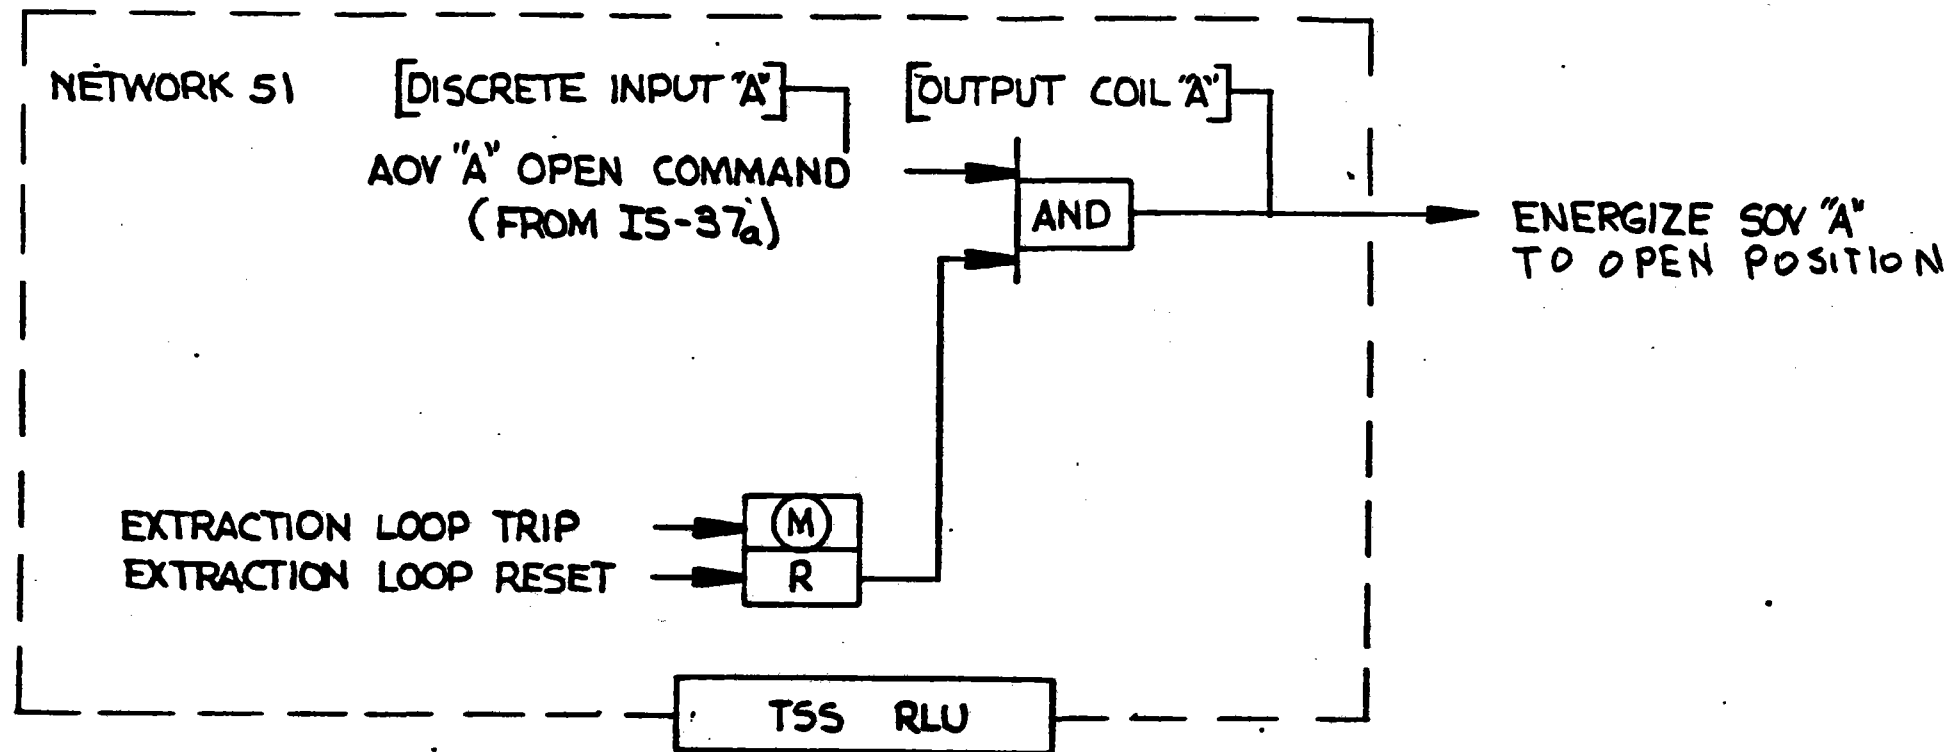 NETWORK 51
[DISCRETE INPUT "A"]
[OUTPUT COIL "A"]
AOV "A" OPEN COMMAND
(FROM IS-37a)
AND
ENERGIZE SOV "A"
TO OPEN POSITION
EXTRACTION LOOP TRIP
M
EXTRACTION LOOP RESET
R
TSS RLU